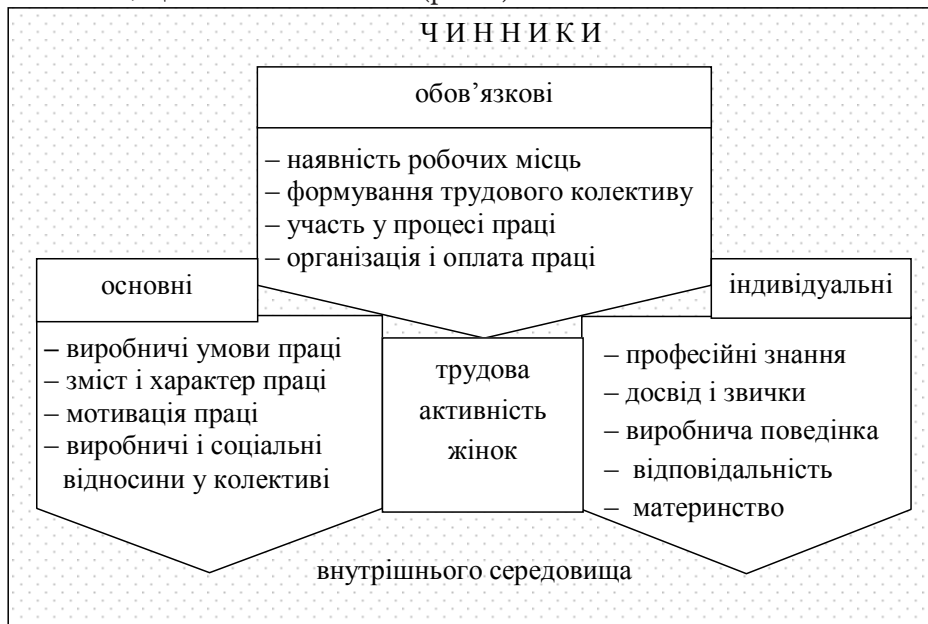 Ч И Н Н И К И
обов’язкові
– наявність робочих місць
– формування трудового колективу
– участь у процесі праці
– організація і оплата праці
основні
– виробничі умови праці
– зміст і характер праці
– мотивація праці
– виробничі і соціальні
відносини у колективі
трудова
активність
жінок
індивідуальні
– професійні знання
– досвід і звички
– виробнича поведінка
– відповідальність
– материнство
внутрішнього середовища